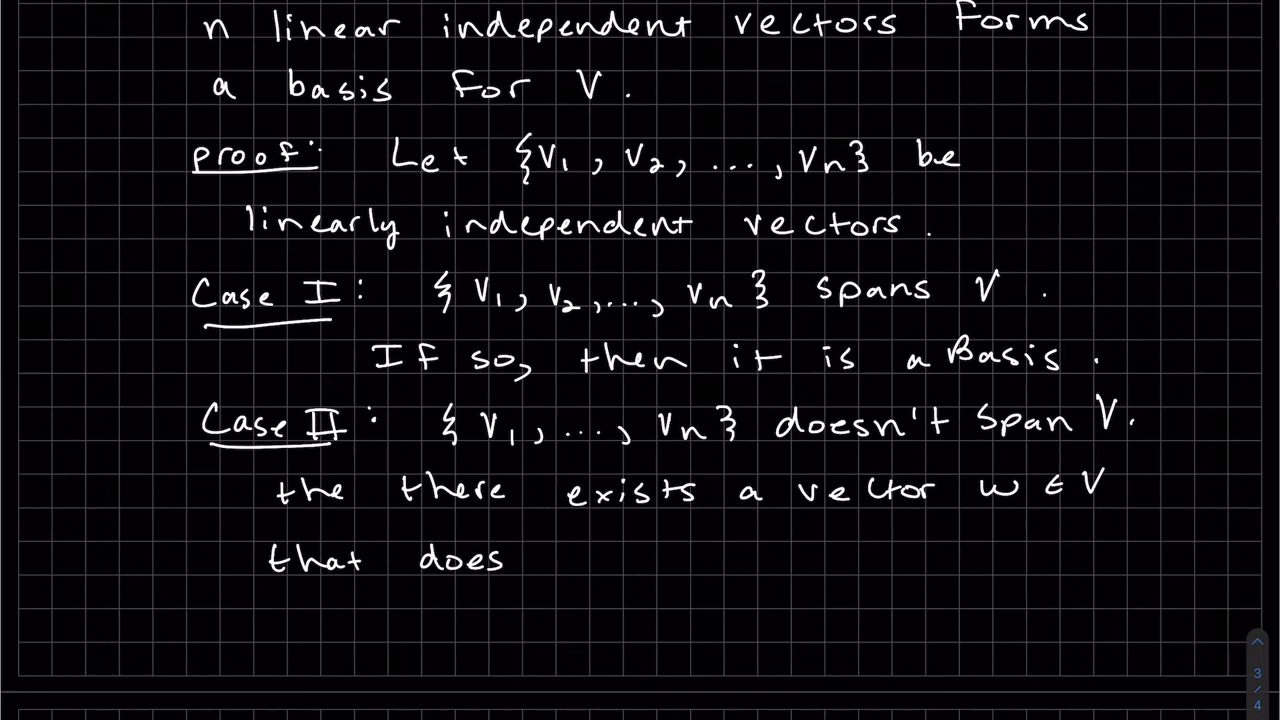 n linear independent vectors forms
a basis for V.
proof: Let {v₁, v₂, ..., vₙ} be
linearly independent vectors.
Case I: {v₁, v₂, ..., vₙ} spans V.
If so, then it is a Basis.
Case II: {v₁, ..., vₙ} doesn't span V.
the there exists a vector w ∈ V
that does
3
/
4